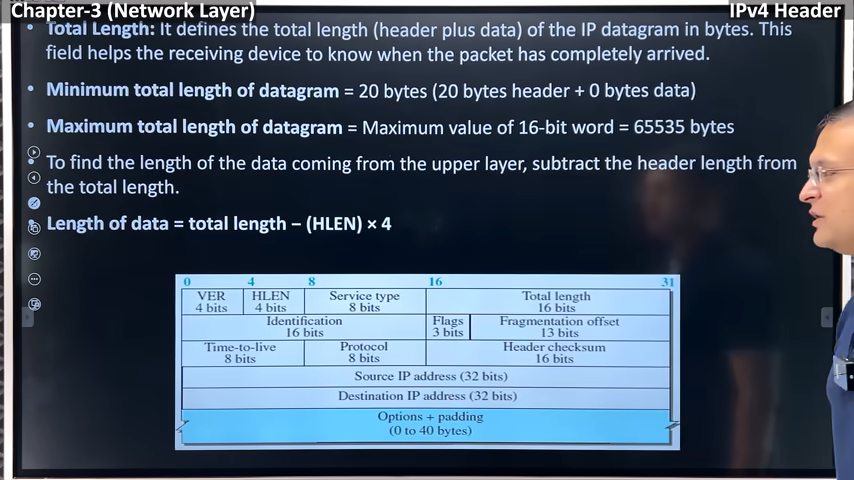 Chapter-3 (Network Layer)
IPv4 Header
• Total Length: It defines the total length (header plus data) of the IP datagram in bytes. This
field helps the receiving device to know when the packet has completely arrived.
• Minimum total length of datagram = 20 bytes (20 bytes header + 0 bytes data)
• Maximum total length of datagram = Maximum value of 16-bit word = 65535 bytes
• To find the length of the data coming from the upper layer, subtract the header length from
the total length.
• Length of data = total length – (HLEN) × 4
0 4 8 16 31
VER HLEN Service type Total length
4 bits 4 bits 8 bits 16 bits
Identification Flags Fragmentation offset
16 bits 3 bits 13 bits
Time-to-live Protocol Header checksum
8 bits 8 bits 16 bits
Source IP address (32 bits)
Destination IP address (32 bits)
Options + padding
(0 to 40 bytes)